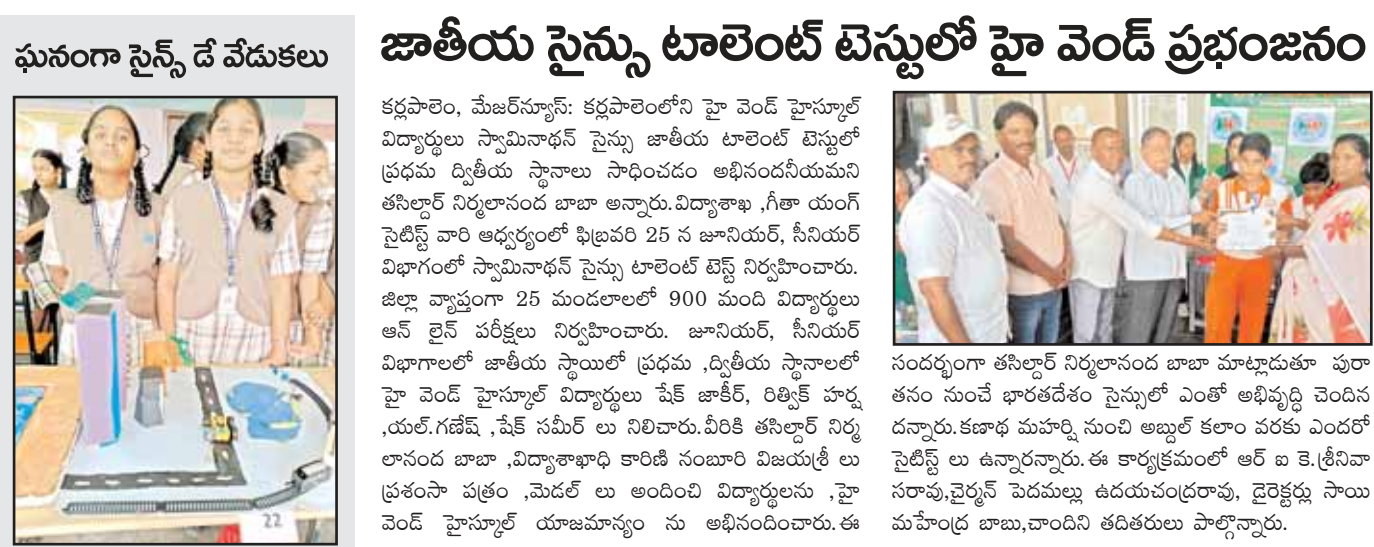 ఘనంగా సైన్స్ డే వేడుకలు
22
జాతీయ సైన్సు టాలెంట్ టెస్టులో హై వెండ్ ప్రభంజనం
కర్లపాలెం, మేజర్‌న్యూస్: కర్లపాలెంలోని హై వెండ్ హైస్కూల్
విద్యార్థులు స్వామినాథన్ సైన్సు జాతీయ టాలెంట్ టెస్టులో
ప్రధమ ద్వితీయ స్థానాలు సాధించడం అభినందనీయమని
తసిల్దార్ నిర్మలానంద బాబా అన్నారు.విద్యాశాఖ ,గీతా యంగ్
సైటిస్ట్ వారి ఆధ్వర్యంలో ఫిబ్రవరి 25 న జూనియర్, సీనియర్
విభాగంలో స్వామినాథన్ సైన్సు టాలెంట్ టెస్ట్ నిర్వహించారు.
జిల్లా వ్యాప్తంగా 25 మండలాలలో 900 మంది విద్యార్థులు
ఆన్ లైన్ పరీక్షలు నిర్వహించారు. జూనియర్, సీనియర్
విభాగాలలో జాతీయ స్థాయిలో ప్రధమ ,ద్వితీయ స్థానాలలో
హై వెండ్ హైస్కూల్ విద్యార్థులు షేక్ జాకీర్, రిత్విక్ హర్ష
,యల్.గణేష్ ,షేక్ సమీర్ లు నిలిచారు.వీరికి తసిల్దార్ నిర్మ
లానంద బాబా ,విద్యాశాఖాధి కారిణి నంబూరి విజయశ్రీ లు
ప్రశంసా పత్రం ,మెడల్ లు అందించి విద్యార్థులను ,హై
వెండ్ హైస్కూల్ యాజమాన్యం ను అభినందించారు.ఈ
సందర్భంగా తసిల్దార్ నిర్మలానంద బాబా మాట్లాడుతూ పురా
తనం నుంచే భారతదేశం సైన్సులో ఎంతో అభివృద్ధి చెందిన
దన్నారు.కణాథ మహర్షి నుంచి అబ్దుల్ కలాం వరకు ఎందరో
సైటిస్ట్ లు ఉన్నారన్నారు.ఈ కార్యక్రమంలో ఆర్ ఐ కె.శ్రీనివా
సరావు,చైర్మన్ పెదమల్లు ఉదయచంద్రరావు, డైరెక్టర్లు సాయి
మహేంద్ర బాబు,చాందిని తదితరులు పాల్గొన్నారు.